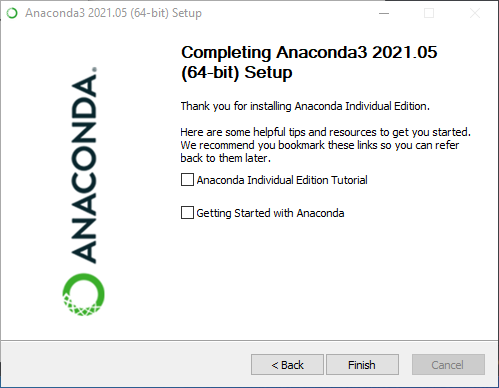 Anaconda3 2021.05 (64-bit) Setup
Completing Anaconda3 2021.05
(64-bit) Setup
Thank you for installing Anaconda Individual Edition.
Here are some helpful tips and resources to get you started.
We recommend you bookmark these links so you can refer
back to them later.
Anaconda Individual Edition Tutorial
Getting Started with Anaconda
ANACONDA.
< Back
Finish
Cancel